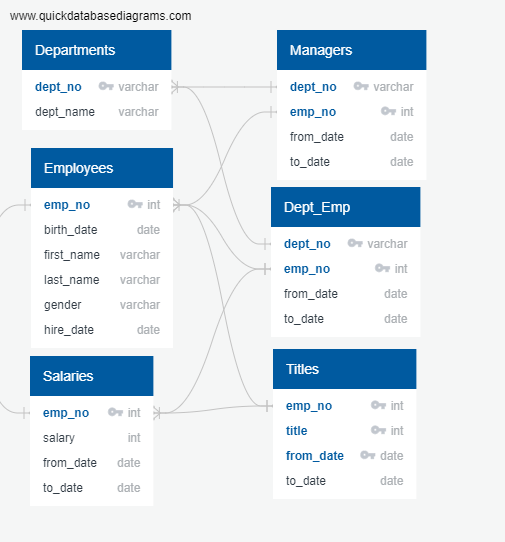 www.quickdatabasediagrams.com
Departments
dept_no varchar
dept_name varchar
Managers
dept_no varchar
emp_no int
from_date date
to_date date
Employees
emp_no int
birth_date date
first_name varchar
last_name varchar
gender varchar
hire_date date
Dept_Emp
dept_no varchar
emp_no int
from_date date
to_date date
Salaries
emp_no int
salary int
from_date date
to_date date
Titles
emp_no int
title int
from_date date
to_date date